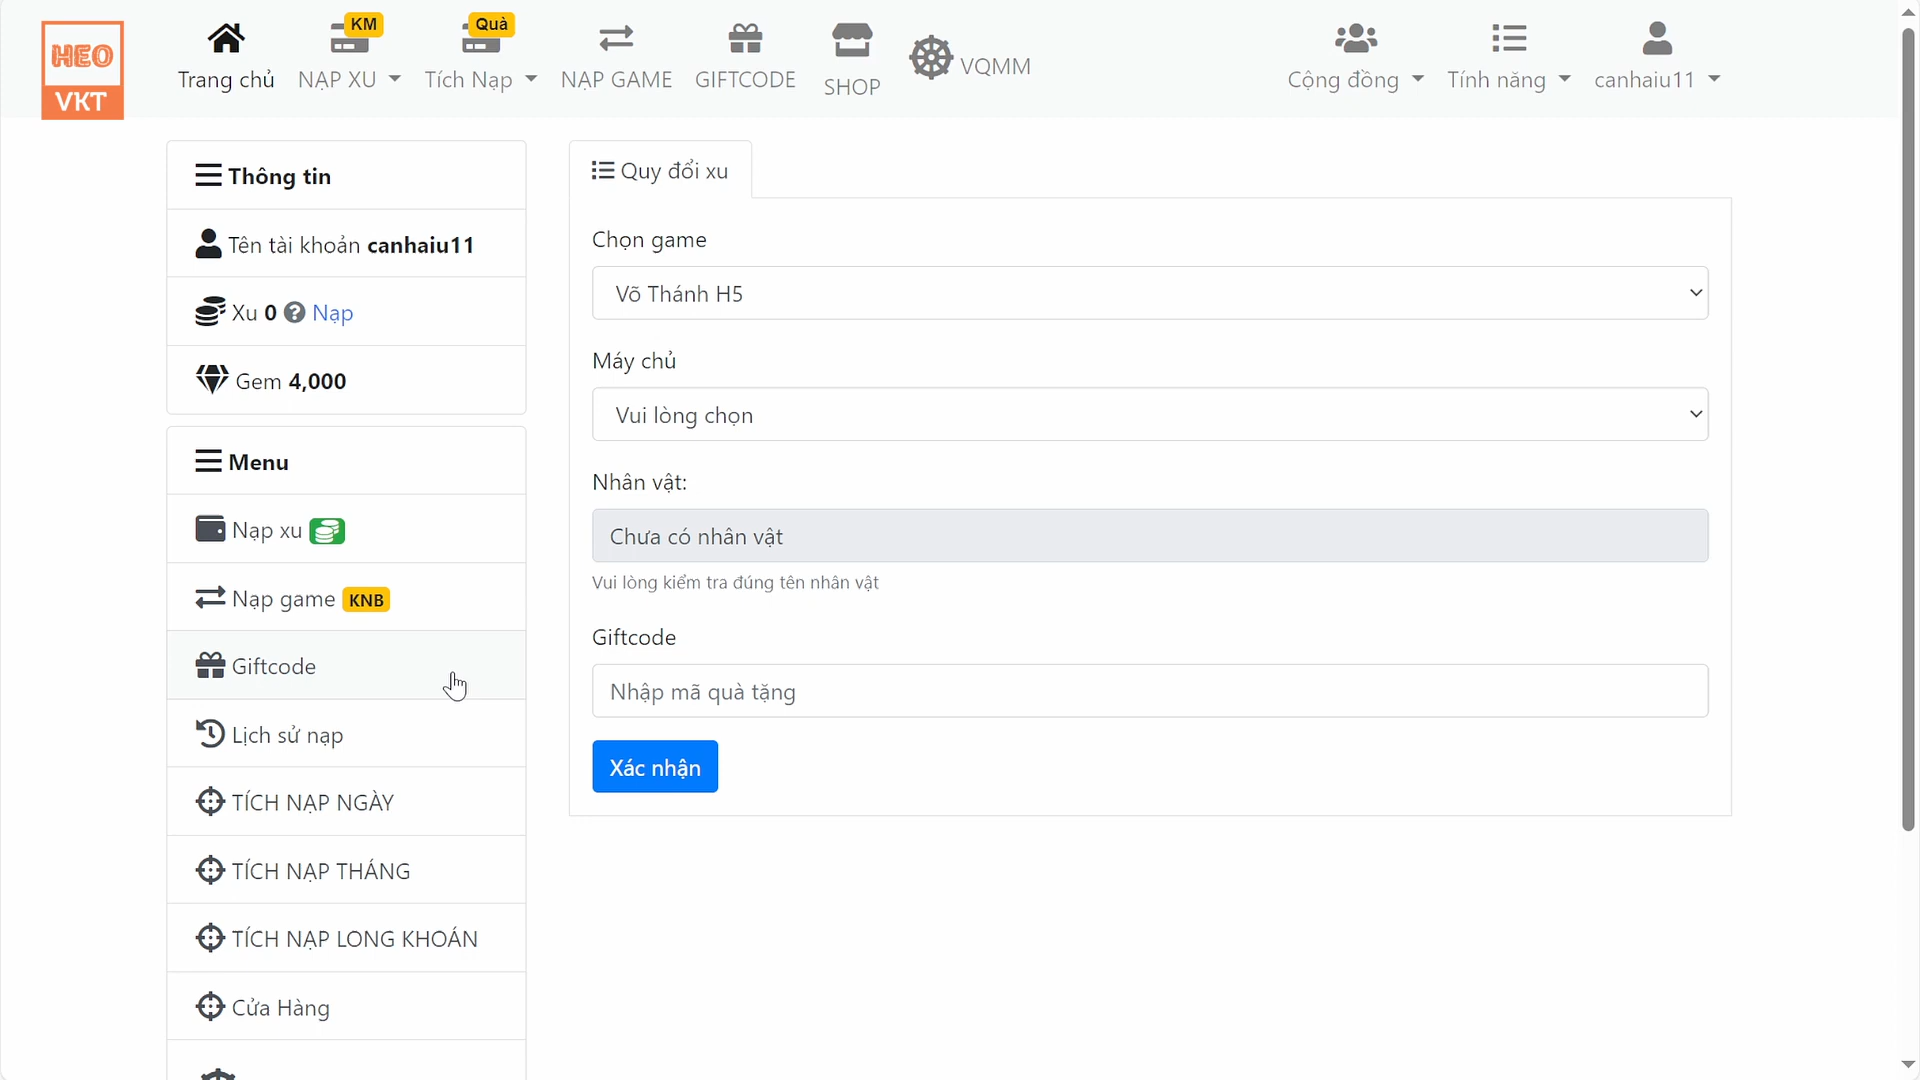 HEO
VKT
Trang chủ
KM
NẠP XU
Quà
Tích Nạp
NẠP GAME
GIFTCODE
SHOP
VQMM
Cộng đồng
Tính năng
canhaiu11
Thông tin
Tên tài khoản canhaiu11
Xu 0 Nạp
Gem 4,000
Menu
Nạp xu
Nạp game KNB
Giftcode
Lịch sử nạp
TÍCH NẠP NGÀY
TÍCH NẠP THÁNG
TÍCH NẠP LONG KHOÁN
Cửa Hàng
Quy đổi xu
Chọn game
Võ Thánh H5
Máy chủ
Vui lòng chọn
Nhân vật:
Chưa có nhân vật
Vui lòng kiểm tra đúng tên nhân vật
Giftcode
Nhập mã quà tặng
Xác nhận